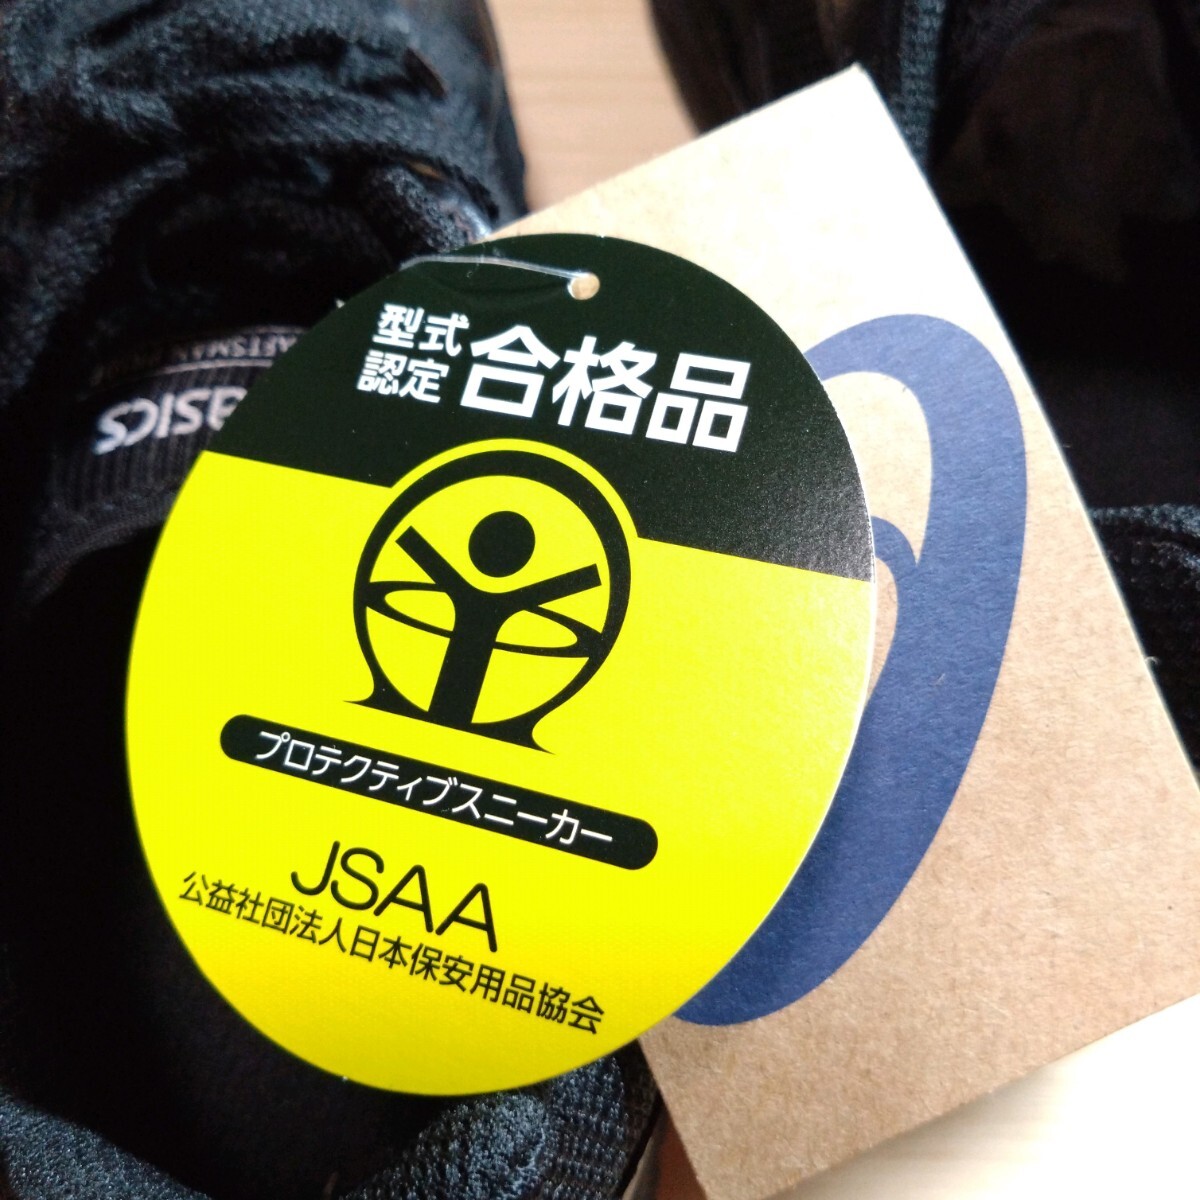 型式
認定
合格品
プロテクティブスニーカー
JSAA
公益社団法人日本保安用品協会
asics